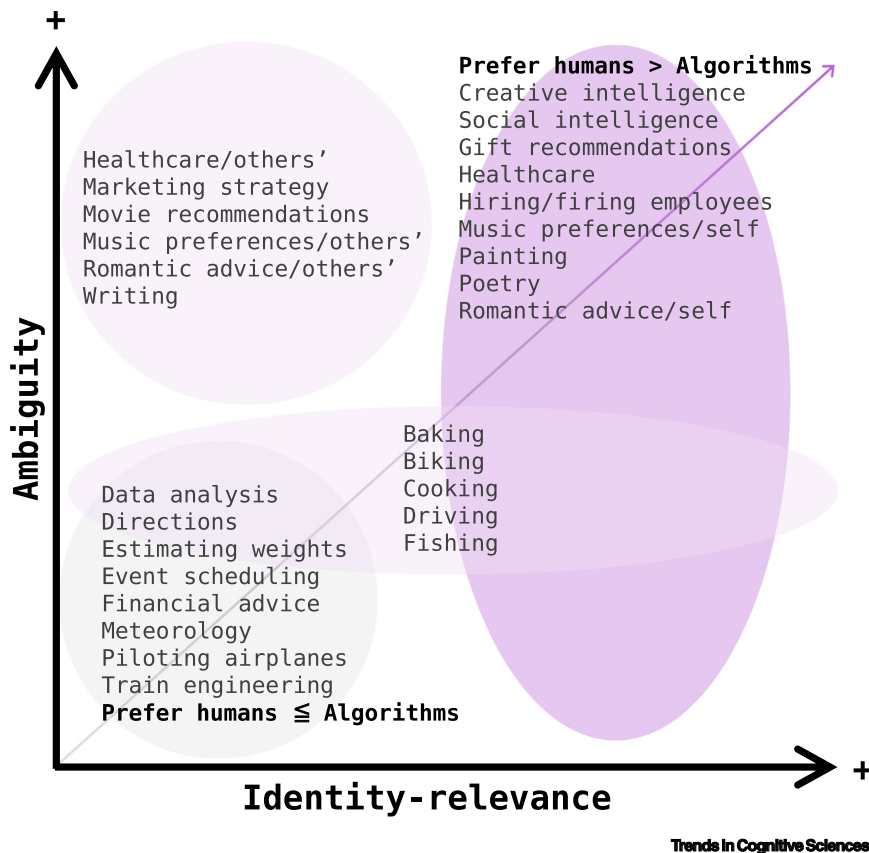 +
Prefer humans > Algorithms
Creative intelligence
Social intelligence
Gift recommendations
Healthcare
Hiring/firing employees
Music preferences/self
Painting
Poetry
Romantic advice/self
Healthcare/others’
Marketing strategy
Movie recommendations
Music preferences/others’
Romantic advice/others’
Writing
Ambiguity
Baking
Biking
Cooking
Driving
Fishing
Data analysis
Directions
Estimating weights
Event scheduling
Financial advice
Meteorology
Piloting airplanes
Train engineering
Prefer humans ≦ Algorithms
+
Identity-relevance
Trends in Cognitive Sciences